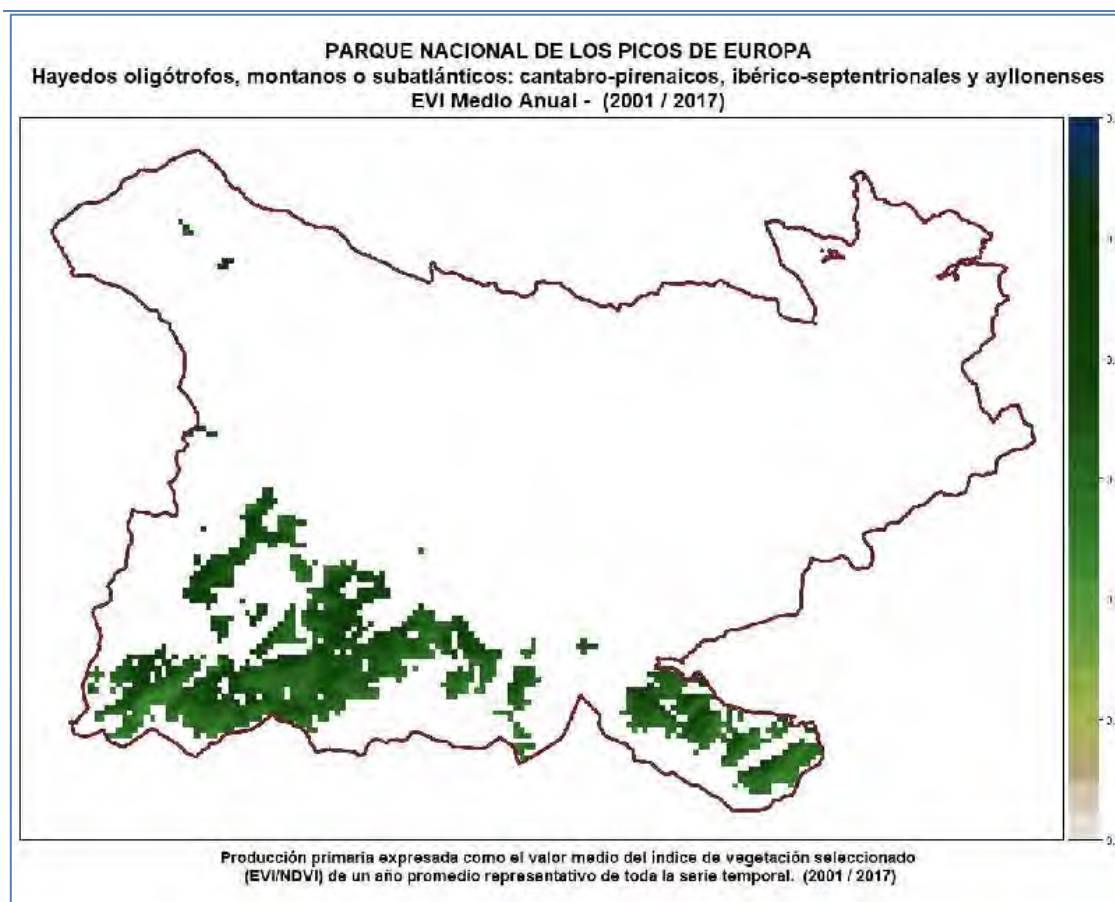 PARQUE NACIONAL DE LOS PICOS DE EUROPA
Hayedos oligótrofos, montanos o subatlánticos: cantabro-pirenaicos, ibérico-septentrionales y ayllonenses
EVI Medio Anual - (2001 / 2017)
Producción primaria expresada como el valor medio del índice de vegetación seleccionado
(EVI/NDVI) de un año promedio representativo de toda la serie temporal. (2001 / 2017)